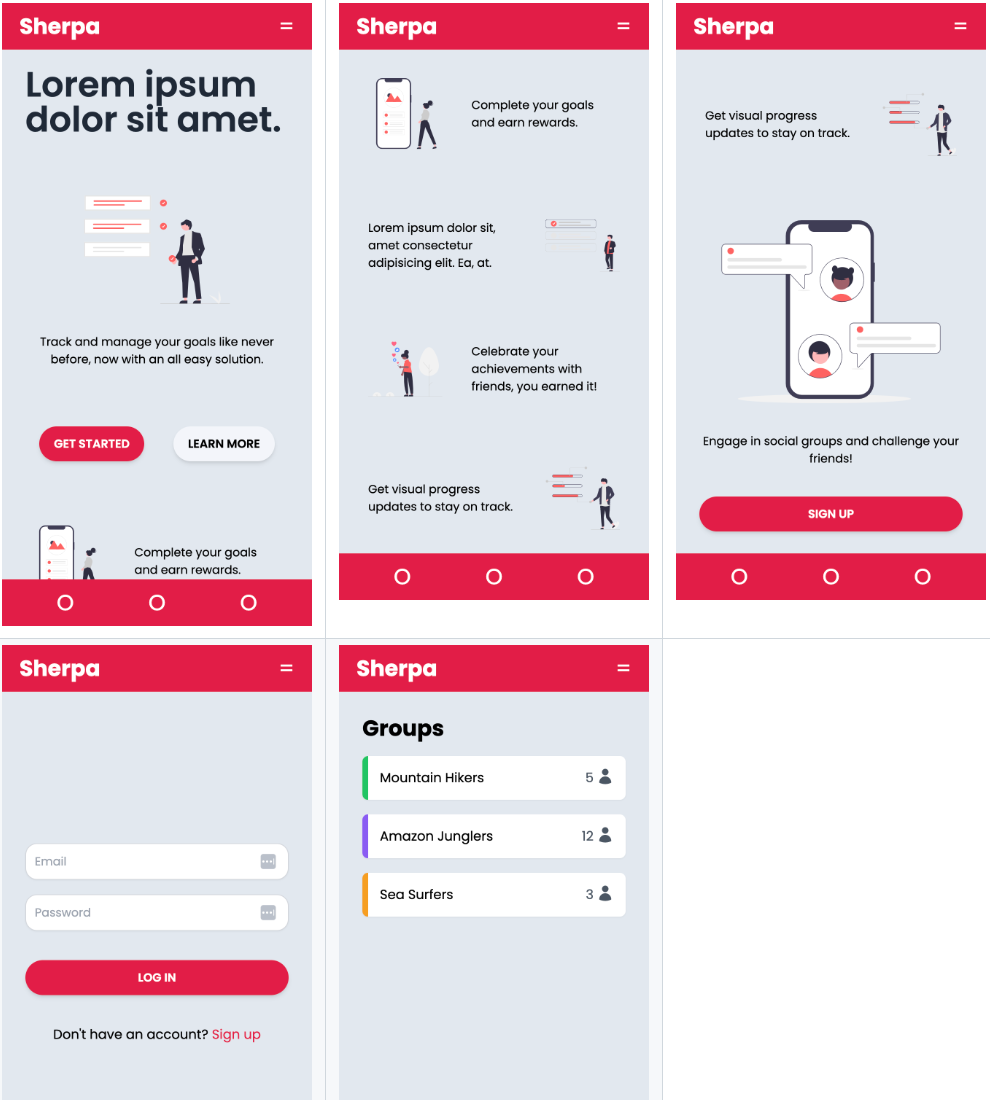 Sherpa
Lorem ipsum
dolor sit amet.
Track and manage your goals like never
before, now with an all easy solution.
GET STARTED
LEARN MORE
Complete your goals
and earn rewards.
Sherpa
Complete your goals
and earn rewards.
Lorem ipsum dolor sit,
amet consectetur
adipisicing elit. Ea, at.
Celebrate your
achievements with
friends, you earned it!
Get visual progress
updates to stay on track.
Sherpa
Get visual progress
updates to stay on track.
Engage in social groups and challenge your
friends!
SIGN UP
Sherpa
Email
Password
LOG IN
Don't have an account? Sign up
Sherpa
Groups
Mountain Hikers 5
Amazon Junglers 12
Sea Surfers 3